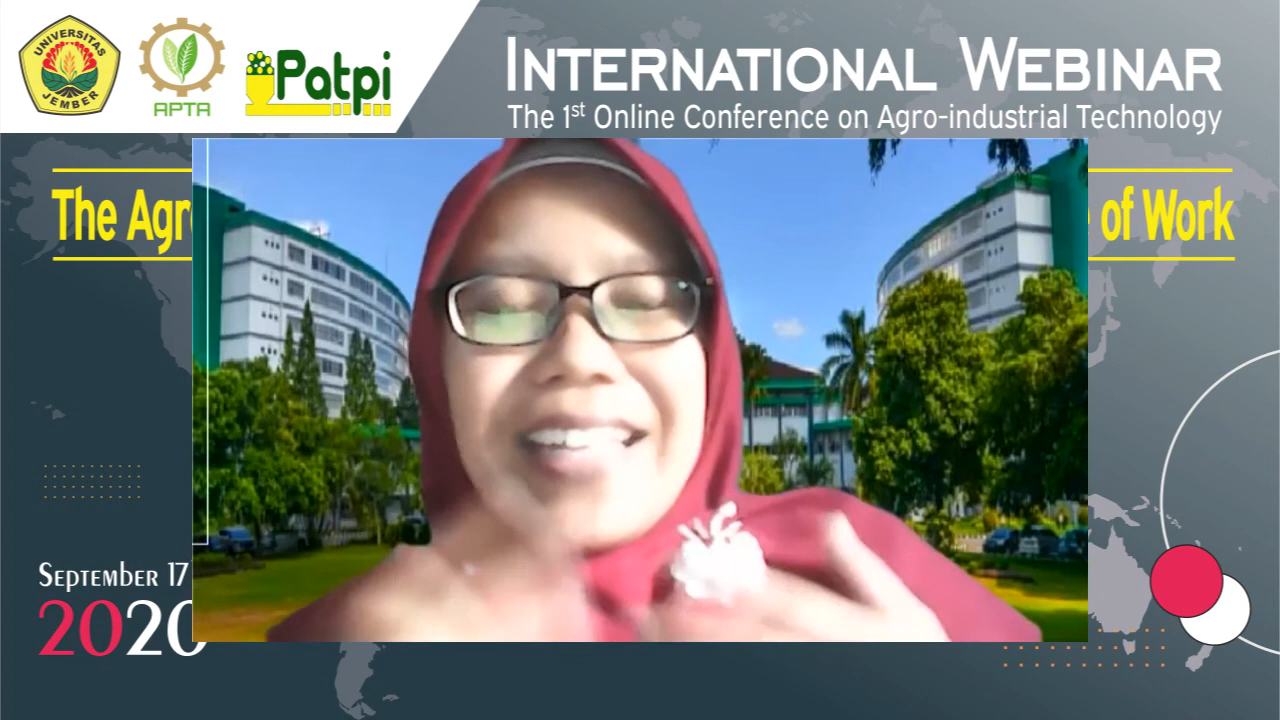 UNIVERSITAS
JEMBER
APTA
Patpi
INTERNATIONAL WEBINAR
The 1st Online Conference on Agro-industrial Technology
The Agr
of Work
SEPTEMBER 17
2020